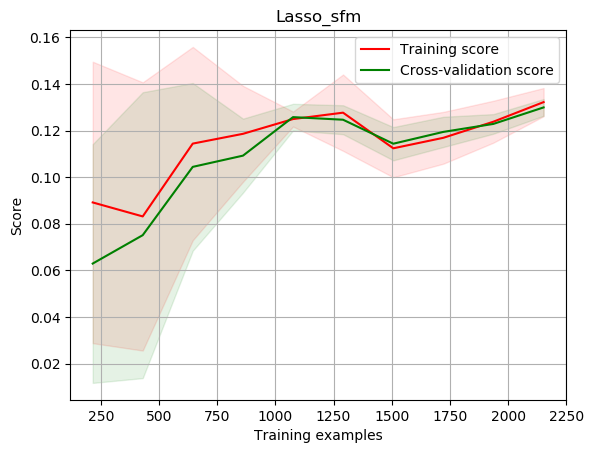 Lasso_sfm
Training score
Cross-validation score
0.16
0.14
0.12
0.10
0.08
0.06
0.04
0.02
Score
250 500 750 1000 1250 1500 1750 2000 2250
Training examples